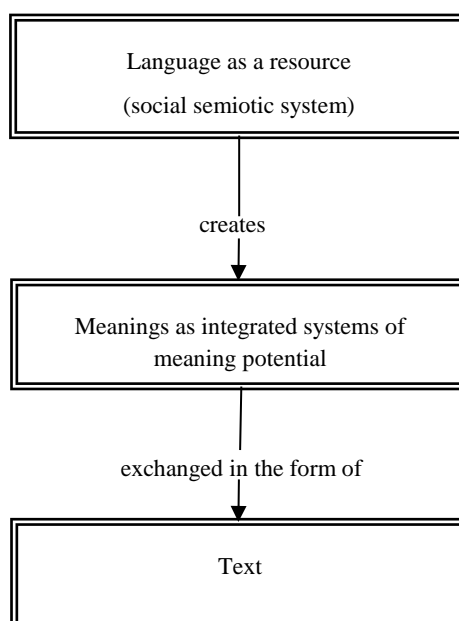 Language as a resource
(social semiotic system)
creates
Meanings as integrated systems of
meaning potential
exchanged in the form of
Text